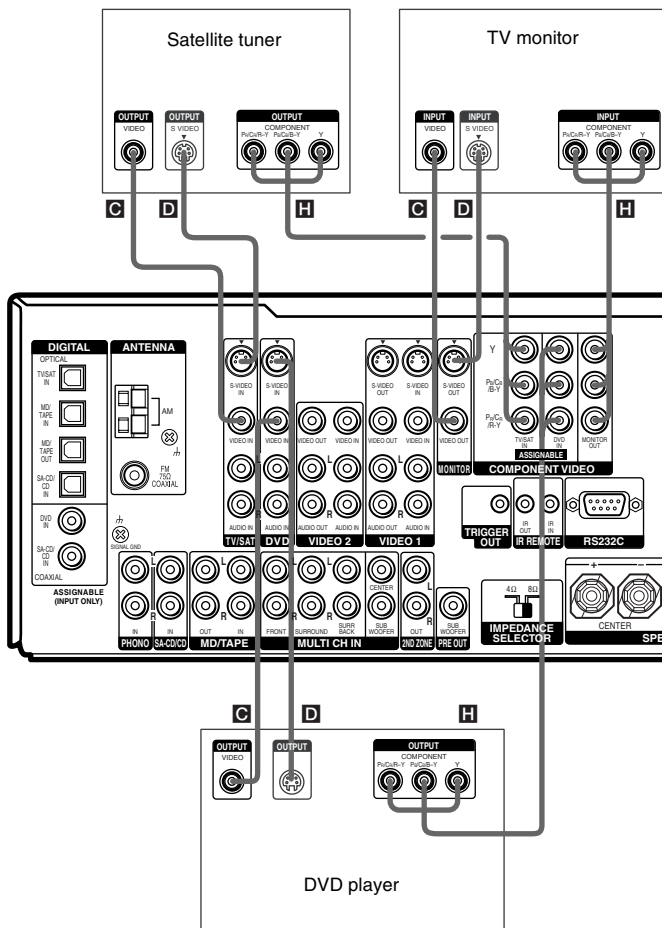 Satellite tuner
OUTPUT
VIDEO
OUTPUT
S VIDEO
OUTPUT
COMPONENT
PR/CR/R–Y PB/CB/B–Y Y
C
D
H
TV monitor
INPUT
VIDEO
INPUT
S VIDEO
INPUT
COMPONENT
PR/CR/R–Y PB/CB/B–Y Y
C
D
H
DIGITAL
OPTICAL
TV/SAT
IN
MD/
TAPE
IN
MD/
TAPE
OUT
SA-CD/
CD
IN
DVD
IN
SA-CD/
CD
IN
COAXIAL
ASSIGNABLE
(INPUT ONLY)
ANTENNA
AM
FM
75Ω
COAXIAL
SIGNAL GND
S-VIDEO
IN
S-VIDEO
IN
S-VIDEO
OUT
S-VIDEO
IN
S-VIDEO
OUT
VIDEO IN
VIDEO IN
VIDEO OUT
VIDEO IN
VIDEO OUT
VIDEO IN
VIDEO OUT
L
L
L
R
R
R
AUDIO IN
AUDIO IN
AUDIO OUT
AUDIO IN
AUDIO OUT
AUDIO IN
TV/SAT
DVD
VIDEO 2
VIDEO 1
MONITOR
Y
PB/CB
/B-Y
PR/CR
/R-Y
TV/SAT
IN
DVD
IN
MONITOR
OUT
ASSIGNABLE
COMPONENT VIDEO
TRIGGER
OUT
IR
OUT
IR
IN
IR REMOTE
RS232C
L
R
IN
PHONO
IN
SA-CD/CD
L
R
OUT
IN
MD/TAPE
L
R
FRONT
SURROUND
SURR
BACK
CENTER
SUB
WOOFER
MULTI CH IN
L
R
OUT
2ND ZONE
SUB
WOOFER
PRE OUT
4Ω 8Ω
IMPEDANCE
SELECTOR
+ –
CENTER
SPE
C
D
H
OUTPUT
VIDEO
OUTPUT
OUTPUT
COMPONENT
PR/CR/R–Y PB/CB/B–Y Y
DVD player